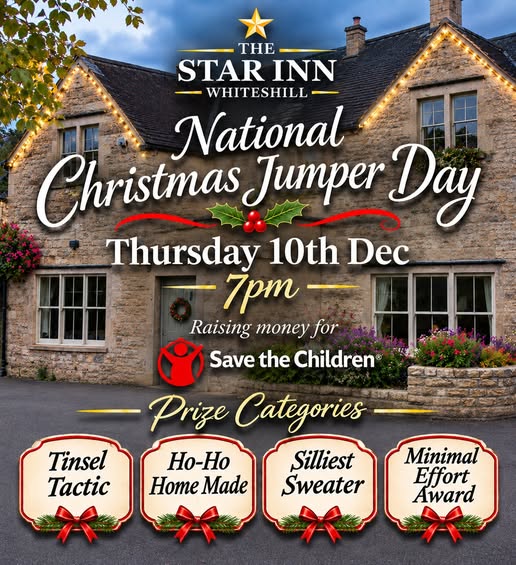 THE
STAR INN
WHITESHILL
National
Christmas Jumper Day
Thursday 10th Dec
7pm
Raising money for
Save the Children®
Prize Categories
Tinsel
Tactic
Ho-Ho
Home Made
Silliest
Sweater
Minimal
Effort
Award